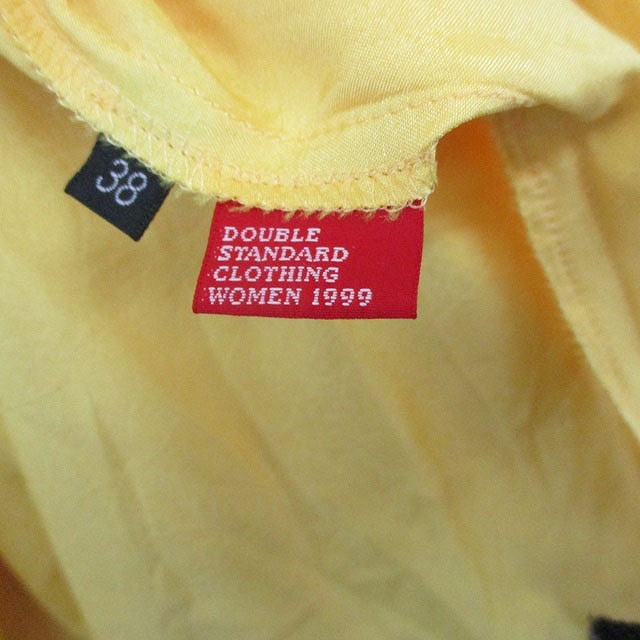 38
DOUBLE
STANDARD
CLOTHING
WOMEN 1999